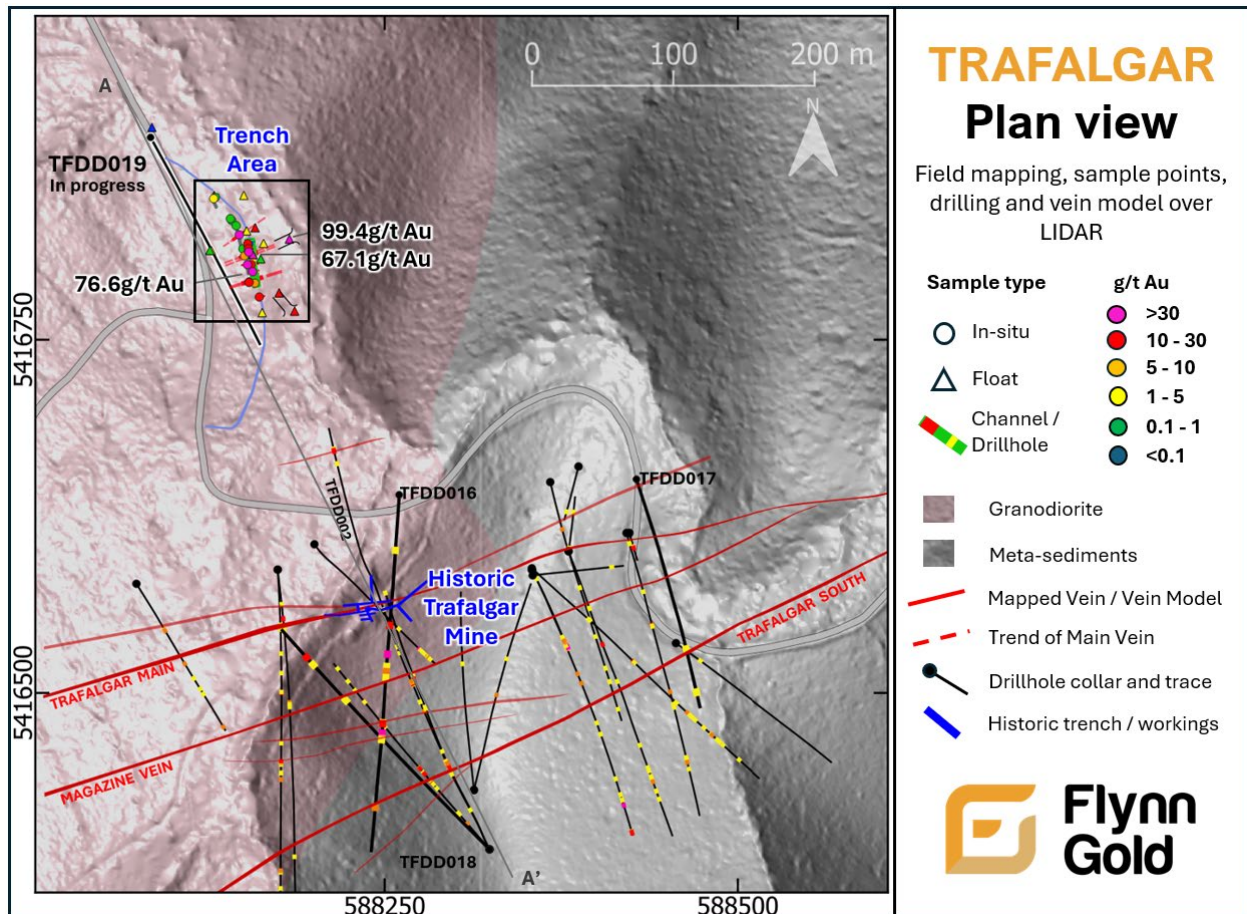 A
0 100 200 m
N
Trench
Area
TFDD019
In progress
99.4g/t Au
67.1g/t Au
76.6g/t Au
5416750
TFDD002
TFDD016
TFDD017
Historic
Trafalgar
Mine
TRAFALGAR SOUTH
TRAFALGAR MAIN
5416500
MAGAZINE VEIN
TFDD018
A'
588250 588500
TRAFALGAR
Plan view
Field mapping, sample points,
drilling and vein model over
LIDAR
Sample type g/t Au
In-situ
Float
Channel /
Drillhole
>30
10 - 30
5 - 10
1 - 5
0.1 - 1
<0.1
Granodiorite
Meta-sediments
Mapped Vein / Vein Model
Trend of Main Vein
Drillhole collar and trace
Historic trench / workings
Flynn
Gold